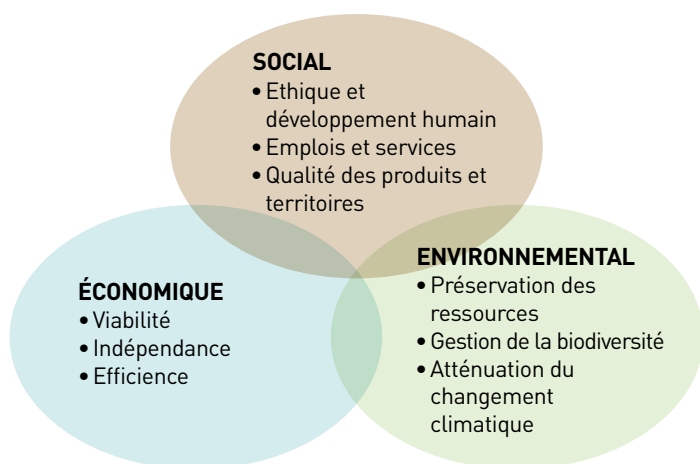 SOCIAL
• Ethique et
développement humain
• Emplois et services
• Qualité des produits et
territoires
ÉCONOMIQUE
• Viabilité
• Indépendance
• Efficience
ENVIRONNEMENTAL
• Préservation des
ressources
• Gestion de la biodiversité
• Atténuation du
changement
climatique